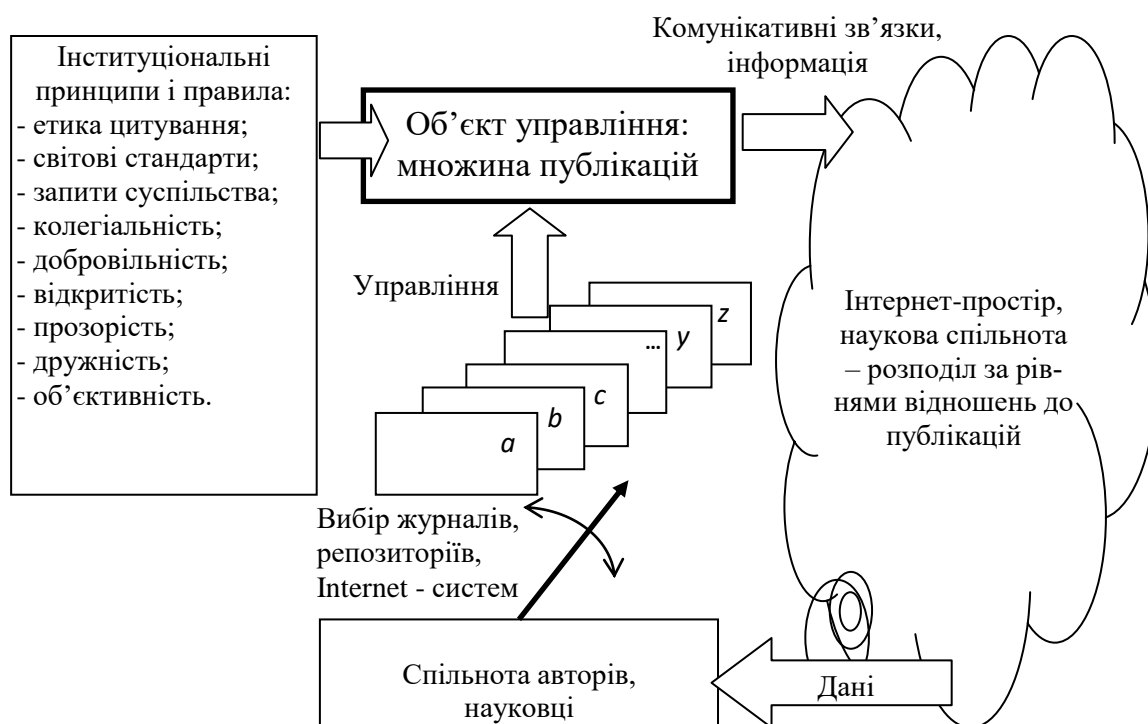 Інституціональні
принципи і правила:
- етика цитування;
- світові стандарти;
- запити суспільства;
- колегіальність;
- добровільність;
- відкритість;
- прозорість;
- дружність;
- об’єктивність.
Об’єкт управління:
множина публікацій
Комунікативні зв’язки,
інформація
Управління
z
y
...
c
b
a
Інтернет-простір,
наукова спільнота
– розподіл за рів-
нями відношень до
публікацій
Вибір журналів,
репозиторіїв,
Internet - систем
Спільнота авторів,
науковці
Дані